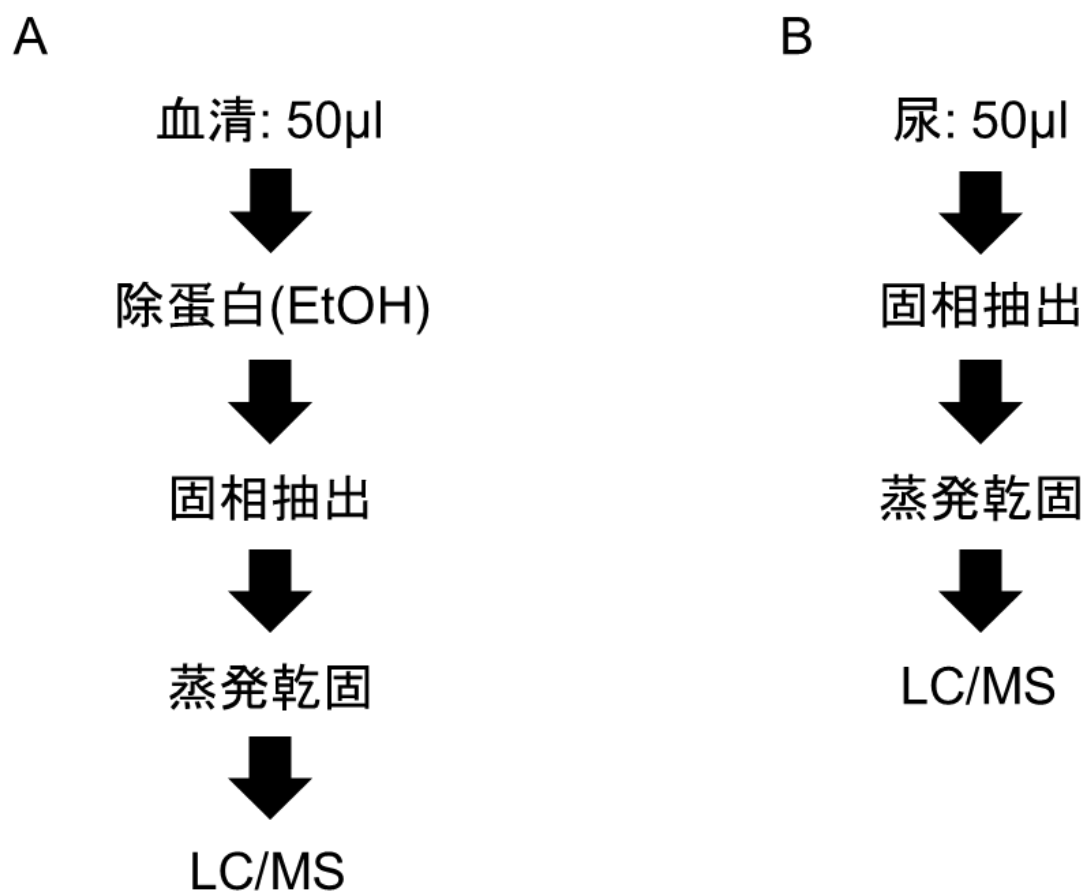 A
血清: 50μl
除蛋白(EtOH)
固相抽出
蒸発乾固
LC/MS
B
尿: 50μl
固相抽出
蒸発乾固
LC/MS